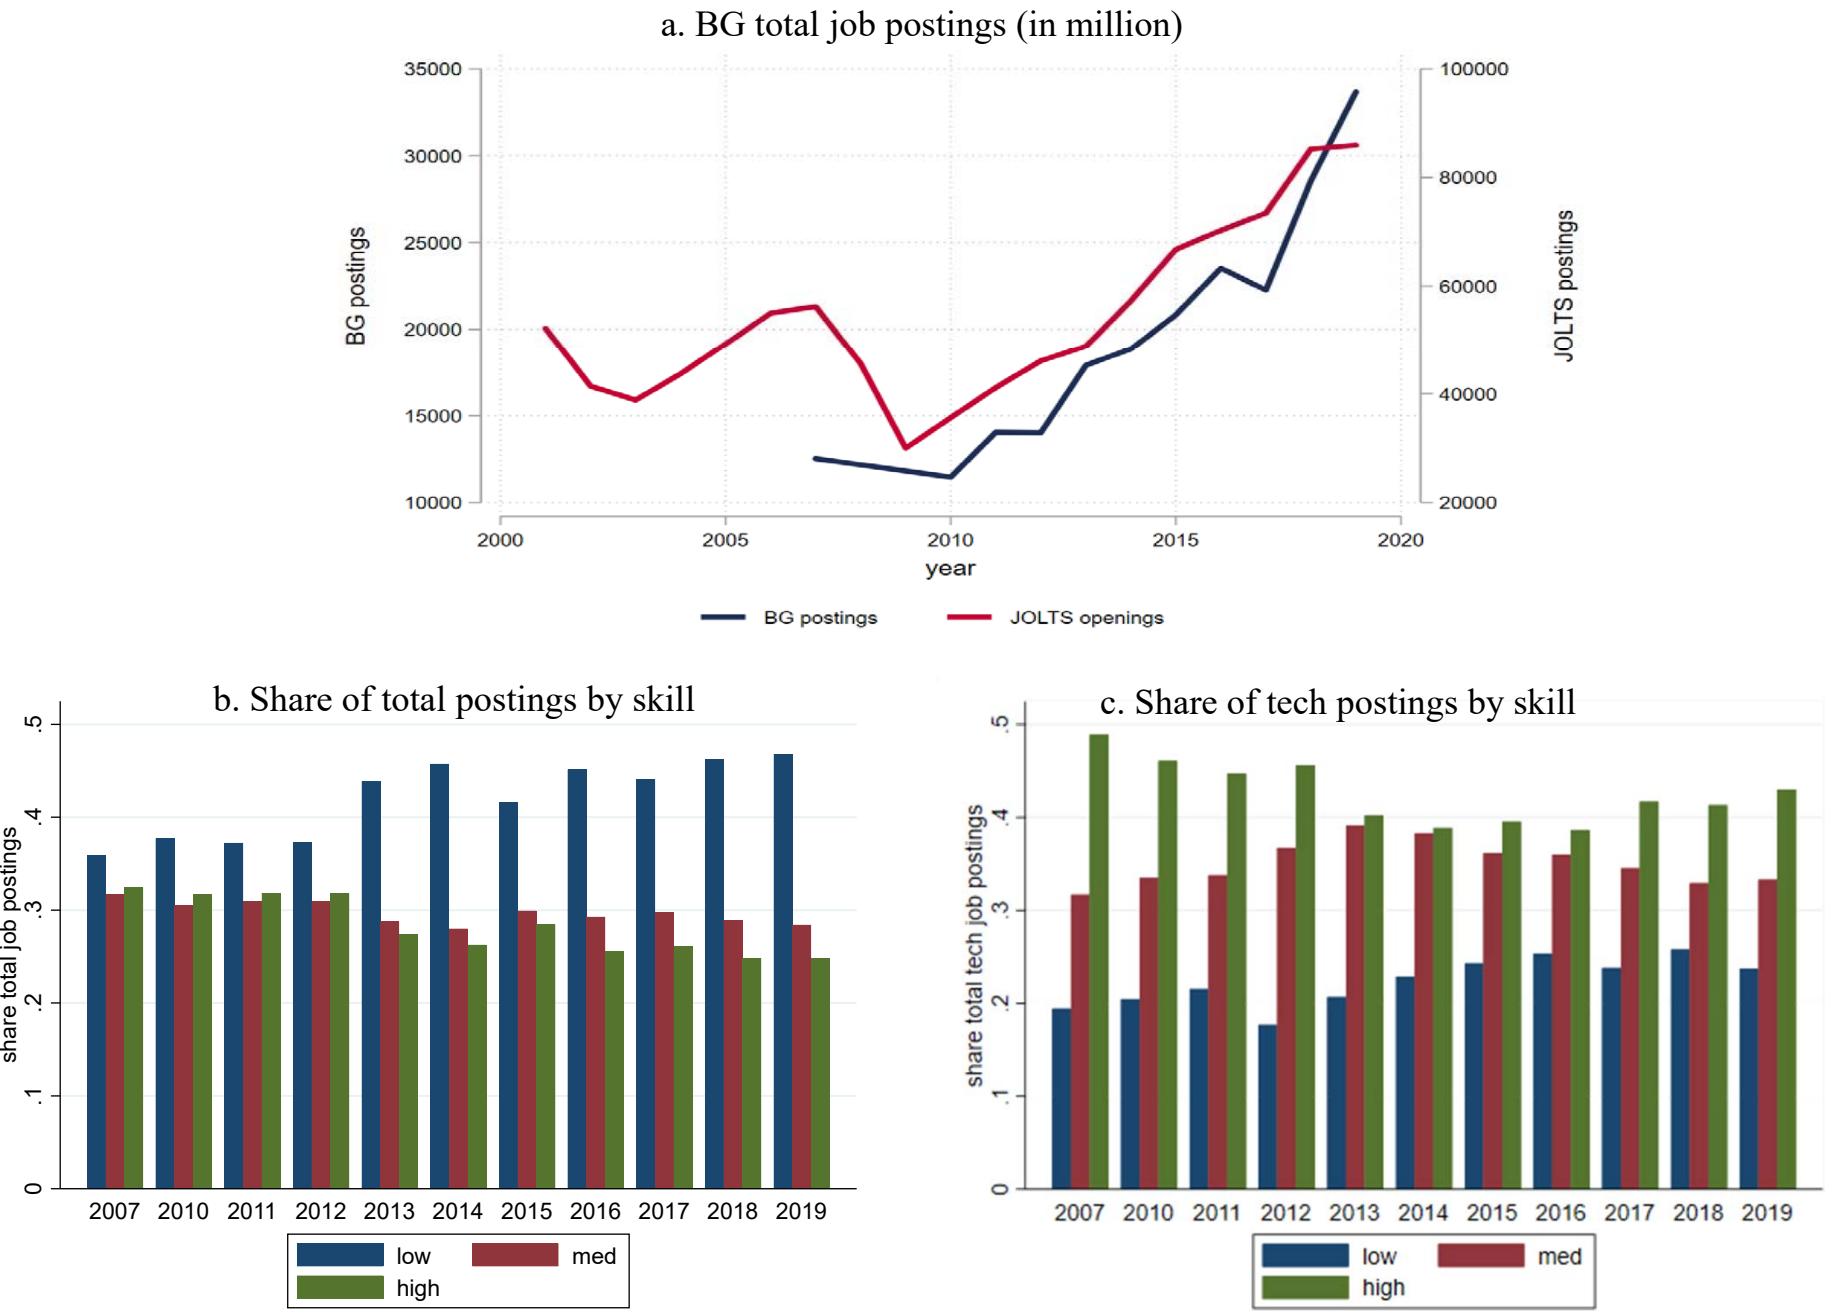 a. BG total job postings (in million)
35000
30000
25000
20000
15000
10000
BG postings
100000
80000
60000
40000
20000
JOLTS postings
2000 2005 2010 2015 2020
year
BG postings JOLTS openings
b. Share of total postings by skill
.5
.4
.3
.2
.1
0
share total job postings
2007 2010 2011 2012 2013 2014 2015 2016 2017 2018 2019
low med
high
c. Share of tech postings by skill
.5
.4
.3
.2
.1
0
share total tech job postings
2007 2010 2011 2012 2013 2014 2015 2016 2017 2018 2019
low med
high